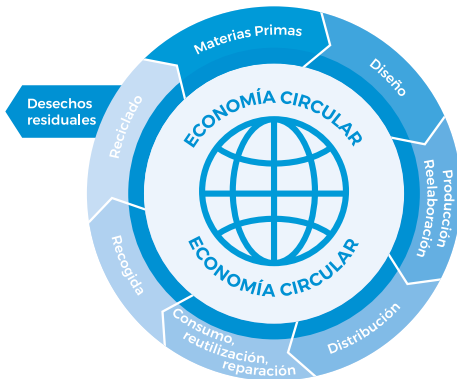 Materias Primas
Diseño
Producción
Reelaboración
Distribución
Consumo,
reutilización,
reparación
Recogida
Reciclado
Desechos
residuales
ECONOMÍA CIRCULAR
ECONOMÍA CIRCULAR